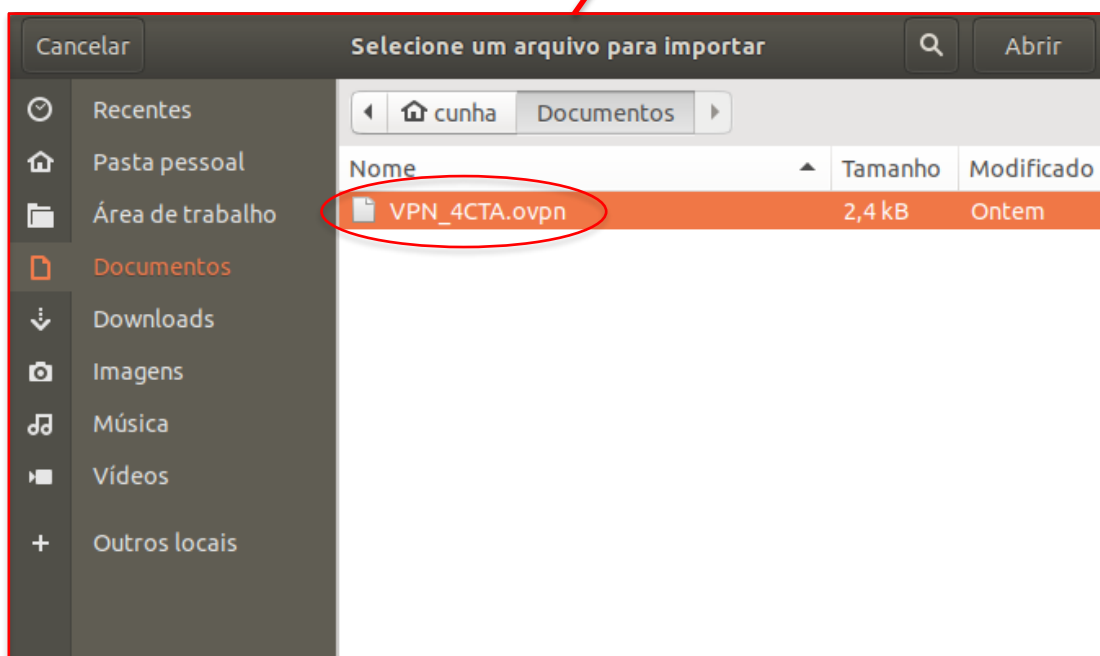 Cancelar Selecione um arquivo para importar Abrir
Recentes
cunha Documentos
Pasta pessoal
Nome Tamanho Modificado
Área de trabalho
VPN_4CTA.ovpn 2,4 kB Ontem
Documentos
Downloads
Imagens
Música
Vídeos
Outros locais